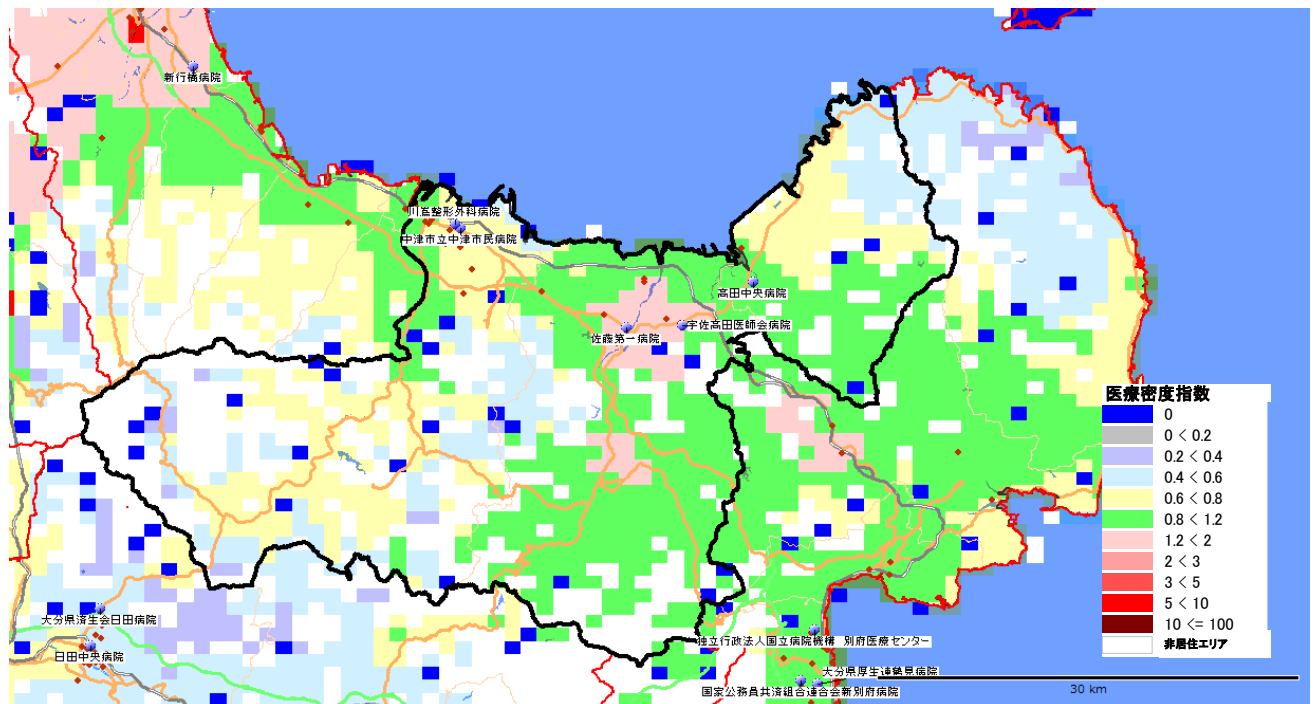 新行橋病院
川嶌整形外科病院
中津市立中津市民病院
高田中央病院
宇佐高田医師会病院
佐藤第一病院
医療密度指数
0
0 < 0.2
0.2 < 0.4
0.4 < 0.6
0.6 < 0.8
0.8 < 1.2
1.2 < 2
2 < 3
3 < 5
5 < 10
10 <= 100
非居住エリア
大分県済生会日田病院
日田中央病院
独立行政法人国立病院機構 別府医療センター
大分県厚生連鶴見病院
国家公務員共済組合連合会新別府病院
30 km